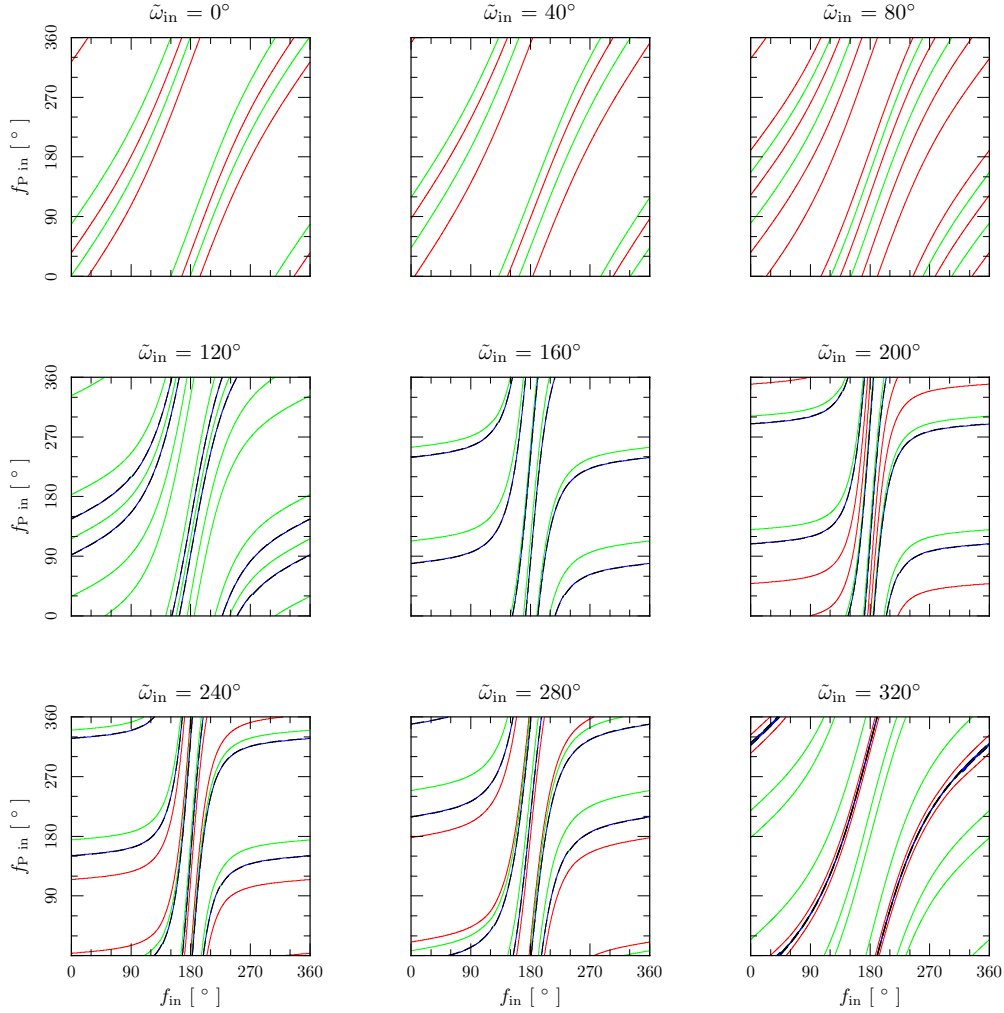 ω̃in = 0° ω̃in = 40° ω̃in = 80°
360
270
180
90
0
fP in [ ° ]
ω̃in = 120° ω̃in = 160° ω̃in = 200°
360
270
180
90
0
fP in [ ° ]
ω̃in = 240° ω̃in = 280° ω̃in = 320°
360
270
180
90
fP in [ ° ]
0 90 180 270 360 0 90 180 270 360 0 90 180 270 360
fin [ ° ] fin [ ° ] fin [ ° ]